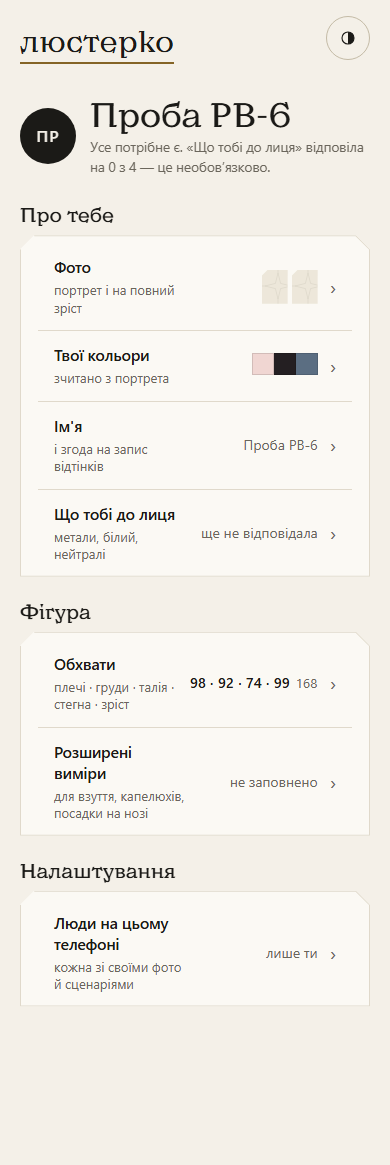 люстерко
ПР
Проба РВ-6
Усе потрібне є. «Що тобі до лиця» відповіла
на 0 з 4 — це необов’язково.
Про тебе
Фото
портрет і на повний
зріст
›
Твої кольори
зчитано з портрета
›
Ім'я
і згода на запис
відтінків
Проба РВ-6 ›
Що тобі до лиця
метали, білий,
нейтралі
ще не відповідала ›
Фігура
Обхвати
плечі · груди · талія ·
стегна · зріст
98 · 92 · 74 · 99 168 ›
Розширені
виміри
для взуття, капелюхів,
посадки на нозі
не заповнено ›
Налаштування
Люди на цьому
телефоні
кожна зі своїми фото
й сценаріями
лише ти ›